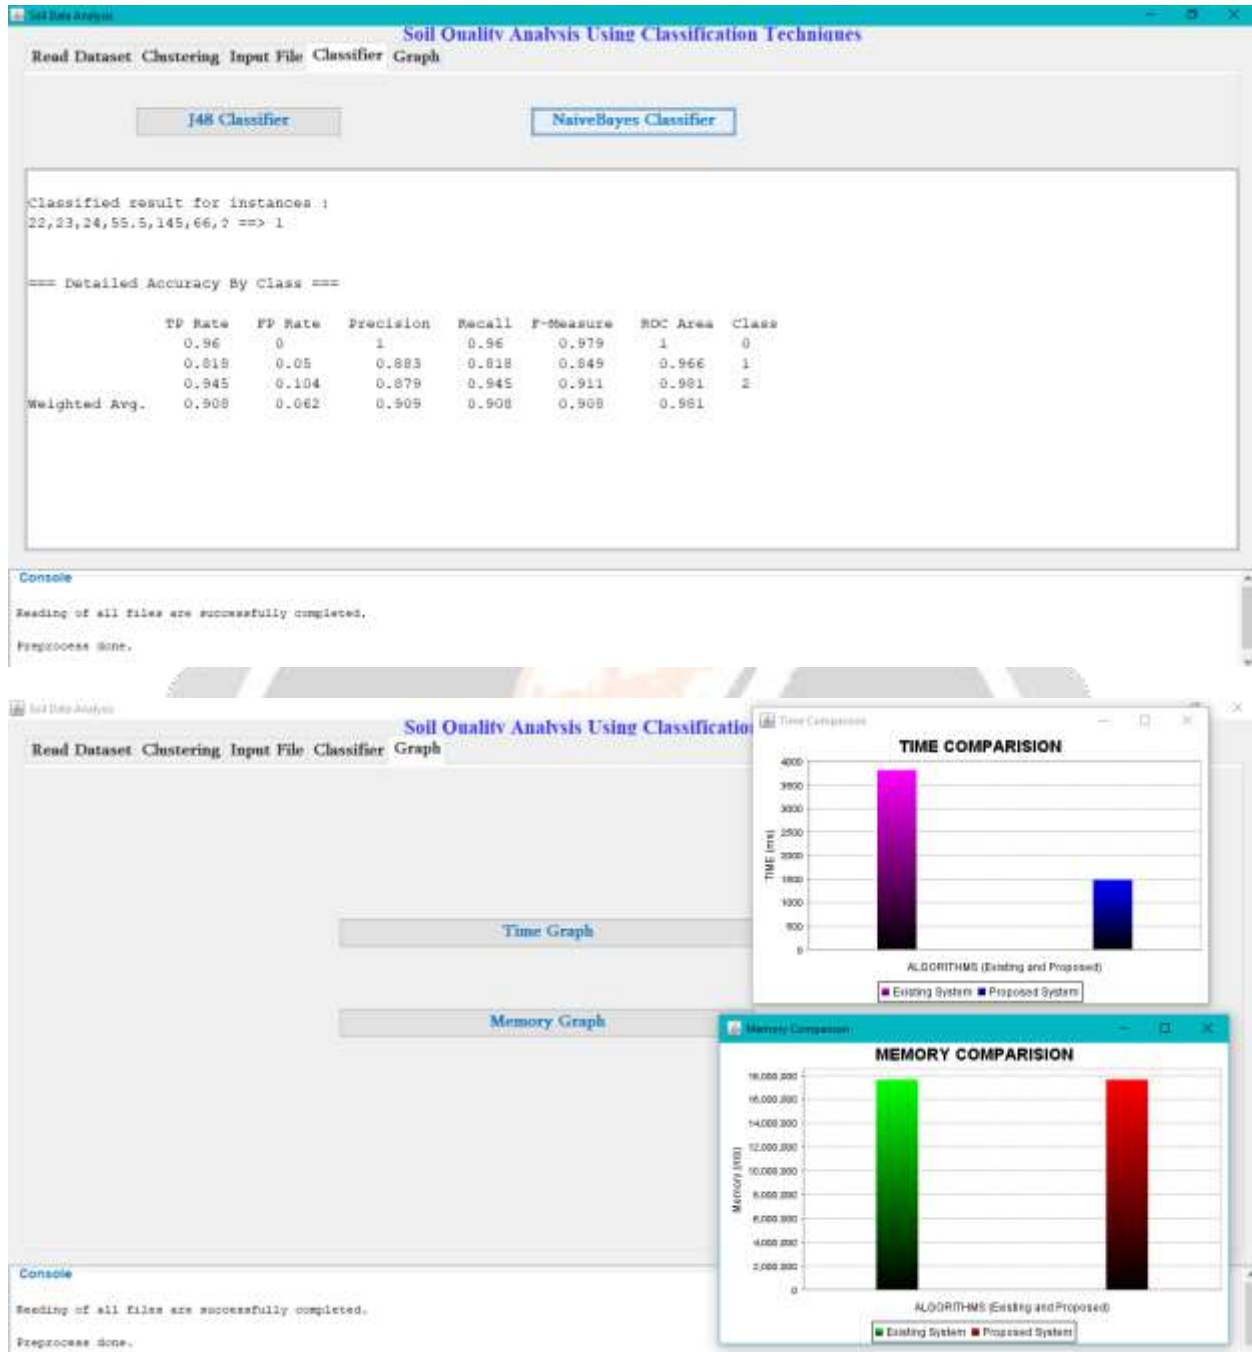 Soil Data Analysis
Soil Quality Analysis Using Classification Techniques
Read Dataset Clustering Input File Classifier Graph
J48 Classifier NaiveBayes Classifier
Classified result for instances :
22,23,24,55.5,145,66,? ==> 1
=== Detailed Accuracy By Class ===
TP Rate FP Rate Precision Recall F-Measure ROC Area Class
0.96 0 1 0.96 0.979 1 0
0.818 0.05 0.883 0.818 0.849 0.966 1
0.945 0.104 0.879 0.945 0.911 0.981 2
Weighted Avg. 0.908 0.062 0.909 0.908 0.908 0.981
Console
Reading of all files are successfully completed.
Preprocess done.
Soil Data Analysis
Soil Quality Analysis Using Classificatio
Read Dataset Clustering Input File Classifier Graph
Time Graph
Memory Graph
Console
Reading of all files are successfully completed.
Preprocess done.
Time Comparision
TIME COMPARISION
4000
3500
3000
2500
2000
1500
1000
500
0
TIME (ms)
ALGORITHMS (Existing and Proposed)
Existing System Proposed System
Memory Comparision
MEMORY COMPARISION
18,000,000
16,000,000
14,000,000
12,000,000
10,000,000
8,000,000
6,000,000
4,000,000
2,000,000
0
Memory (ms)
ALGORITHMS (Existing and Proposed)
Existing System Proposed System